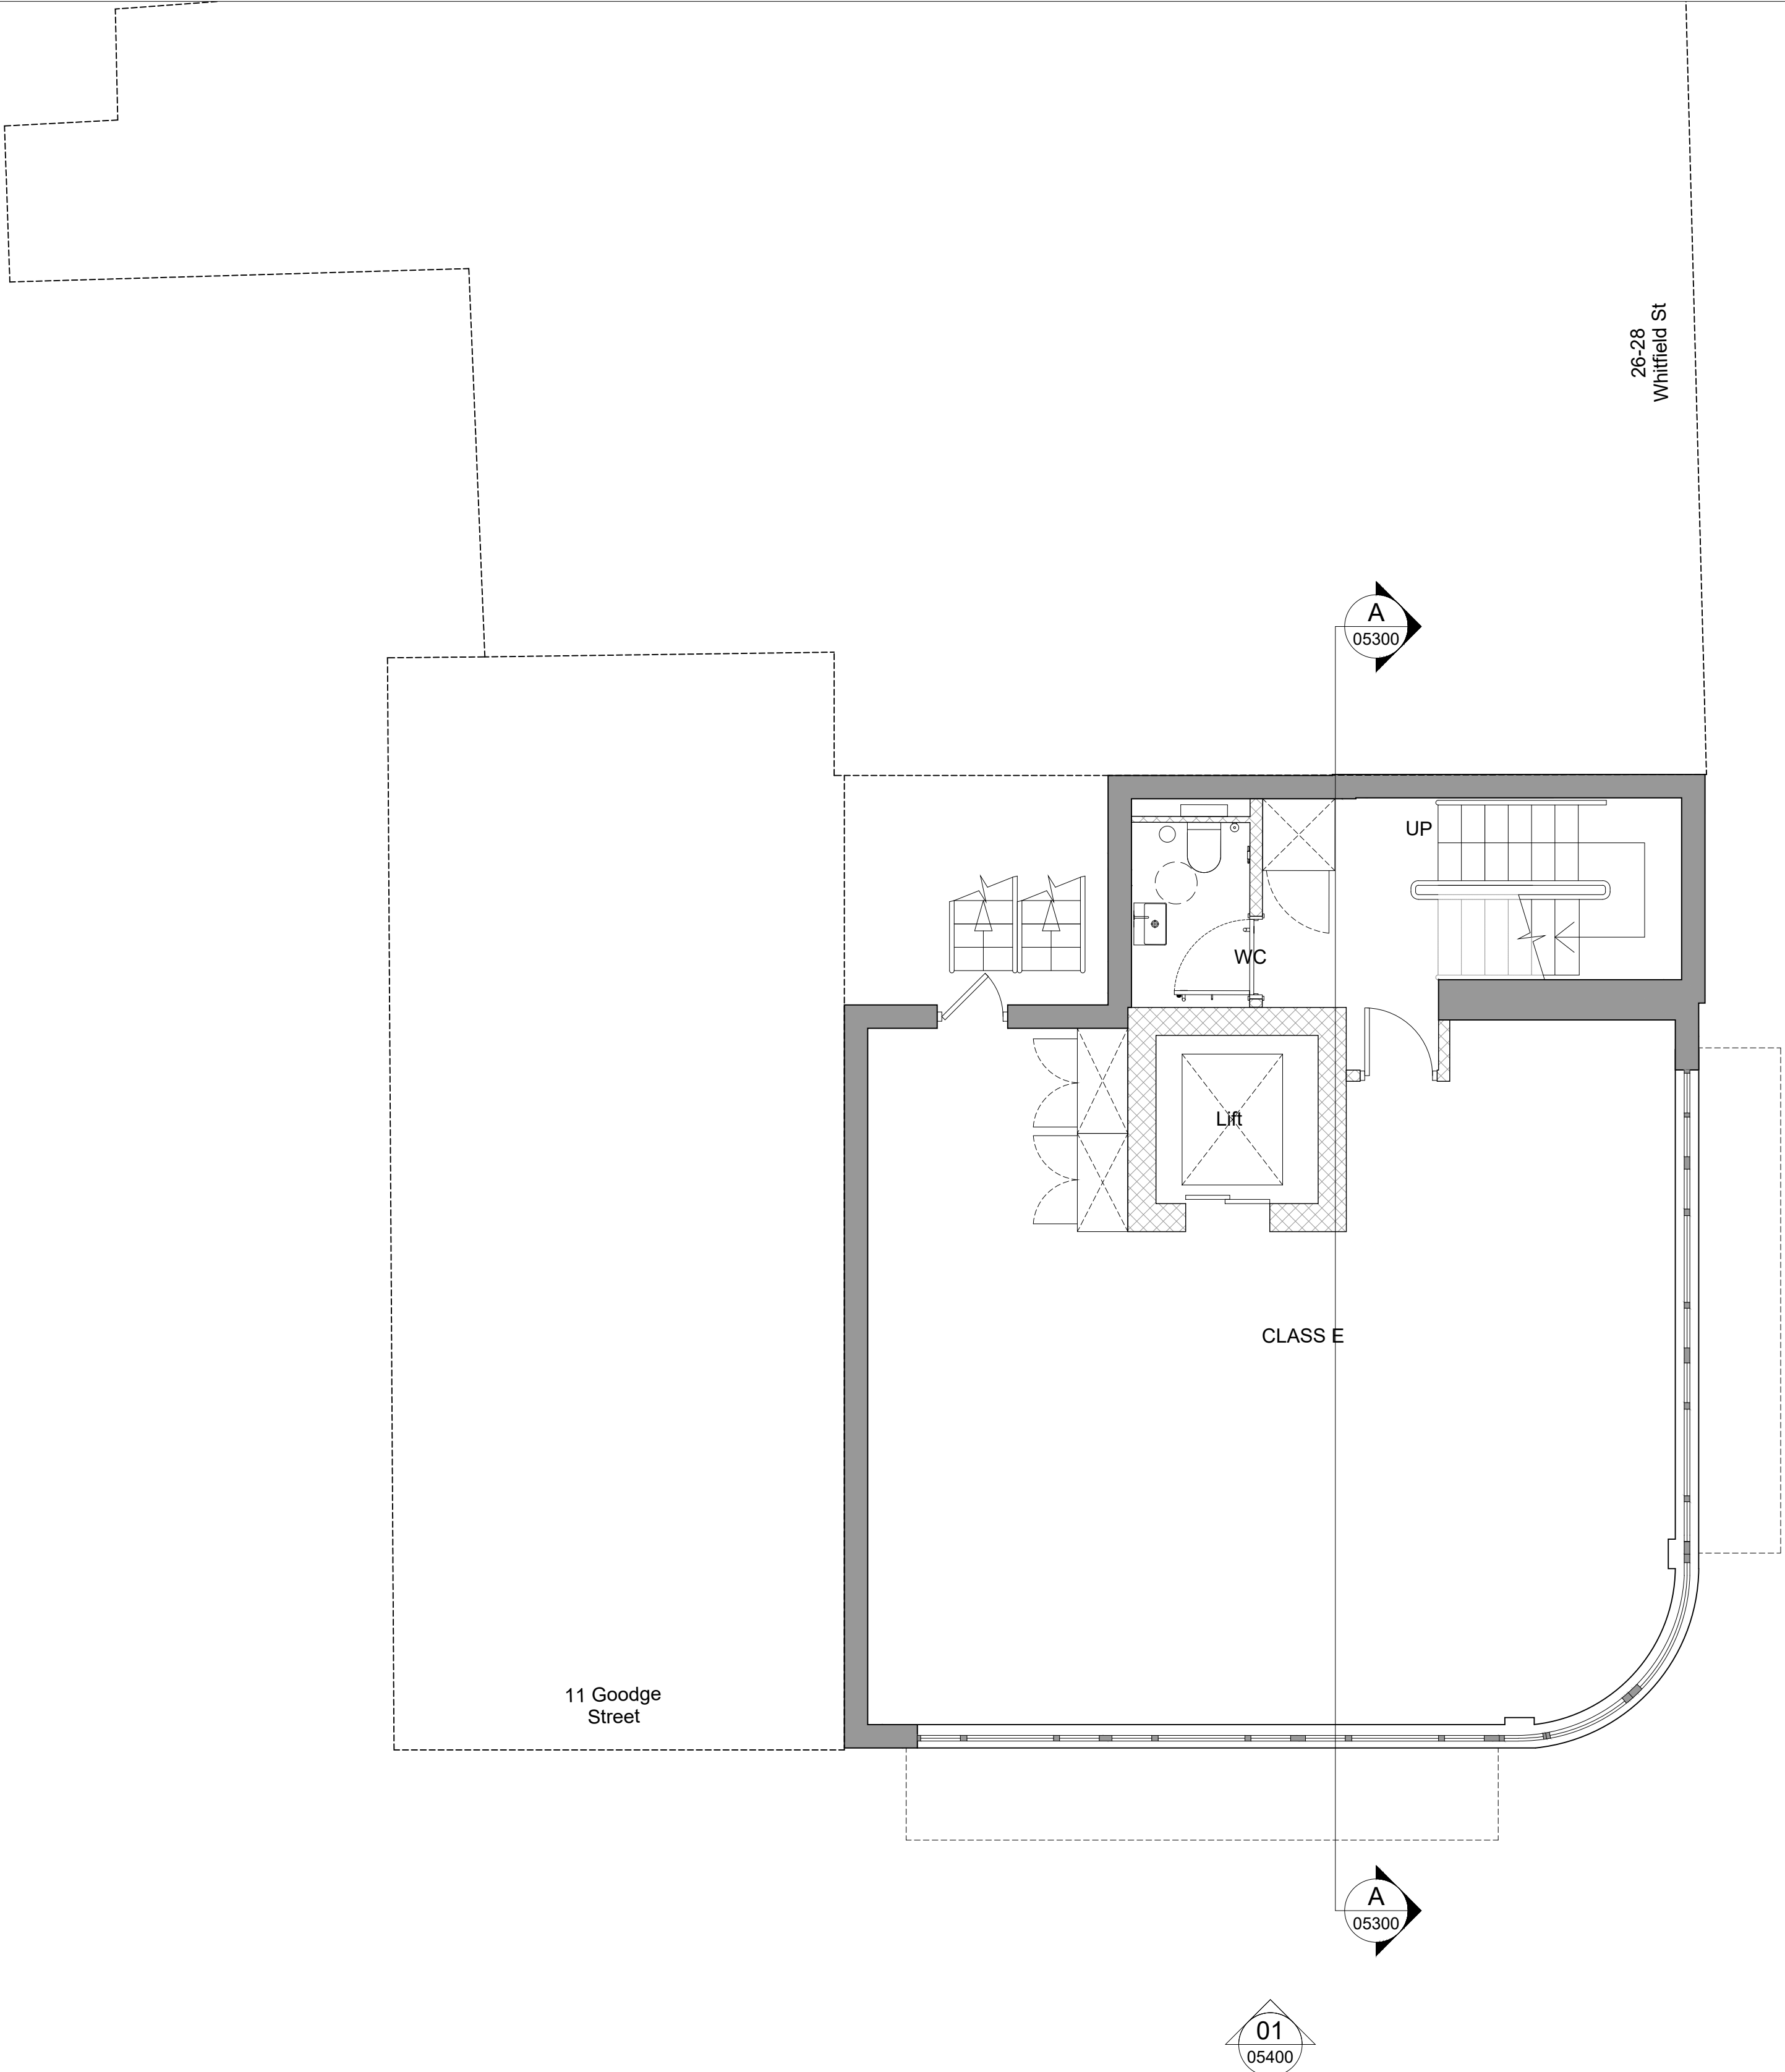 26-28
Whitfield St
A
05300
UP
WC
Lift
CLASS E
11 Goodge
Street
A
05300
01
05400